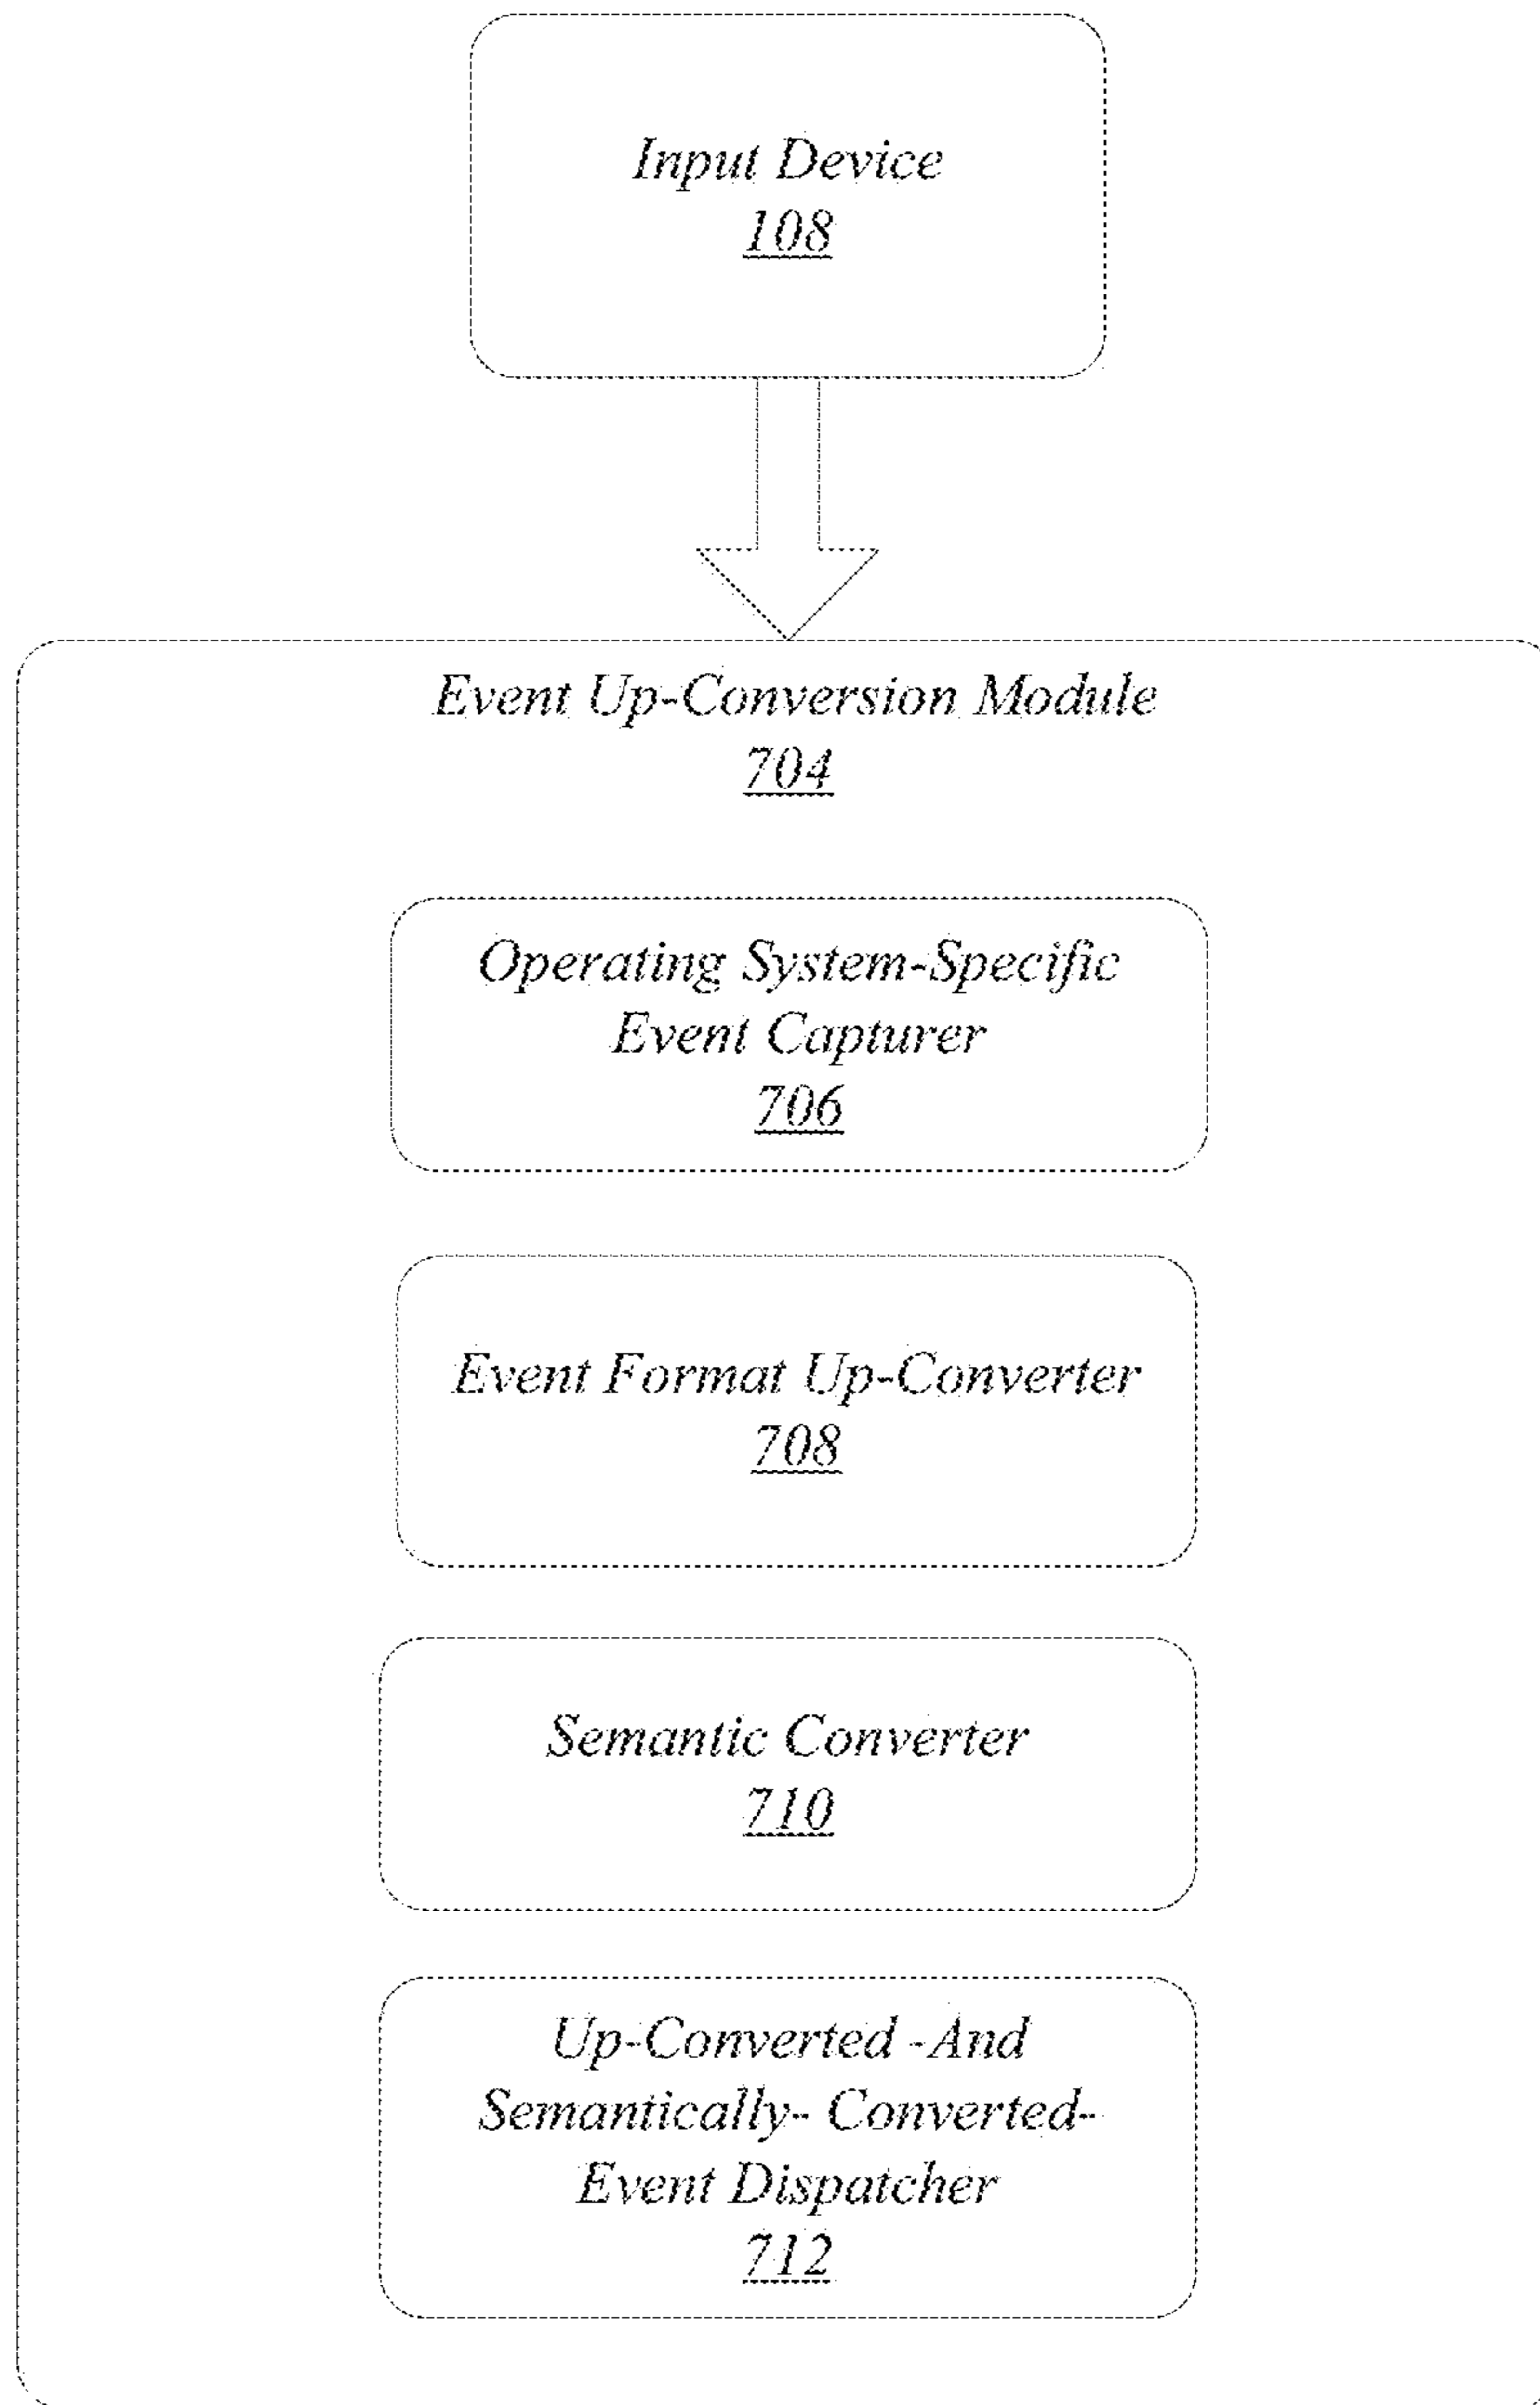 Input Device
108
Event Up-Conversion Module
704
Operating System-Specific
Event Capturer
706
Event Format Up-Converter
708
Semantic Converter
710
Up-Converted -And
Semantically- Converted-
Event Dispatcher
712